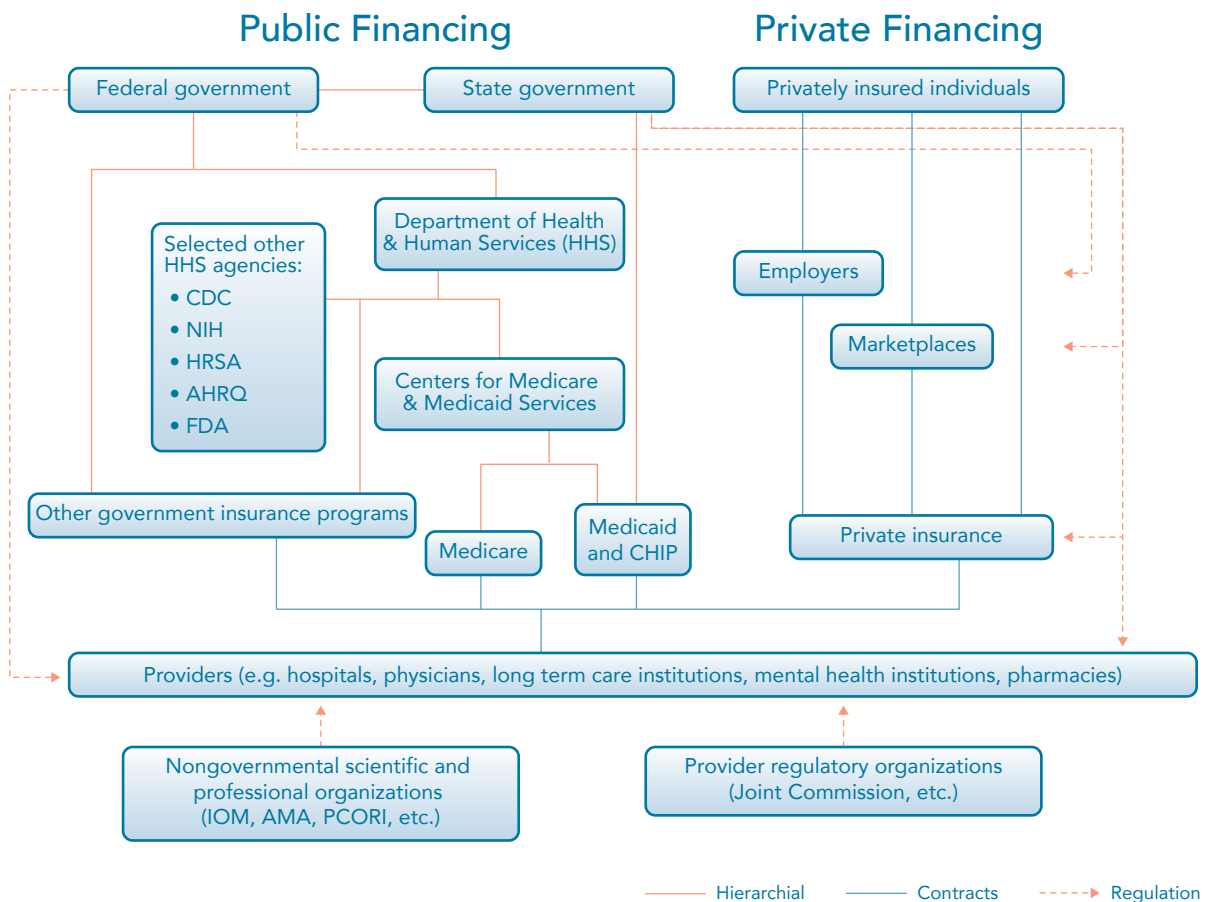 Public Financing
Private Financing
Federal government
State government
Privately insured individuals
Department of Health
& Human Services (HHS)
Selected other
HHS agencies:
• CDC
• NIH
• HRSA
• AHRQ
• FDA
Employers
Marketplaces
Centers for Medicare
& Medicaid Services
Other government insurance programs
Medicare
Medicaid
and CHIP
Private insurance
Providers (e.g. hospitals, physicians, long term care institutions, mental health institutions, pharmacies)
Nongovernmental scientific and
professional organizations
(IOM, AMA, PCORI, etc.)
Provider regulatory organizations
(Joint Commission, etc.)
Hierarchial
Contracts
Regulation